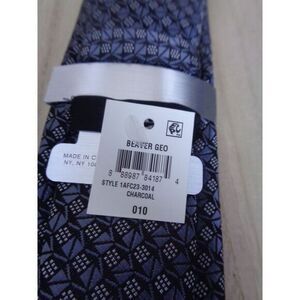 BEAVER GEO
8 88987 84187 4
STYLE 1AFC23-3014
CHARCOAL
010
MADE IN C
NY, NY 100